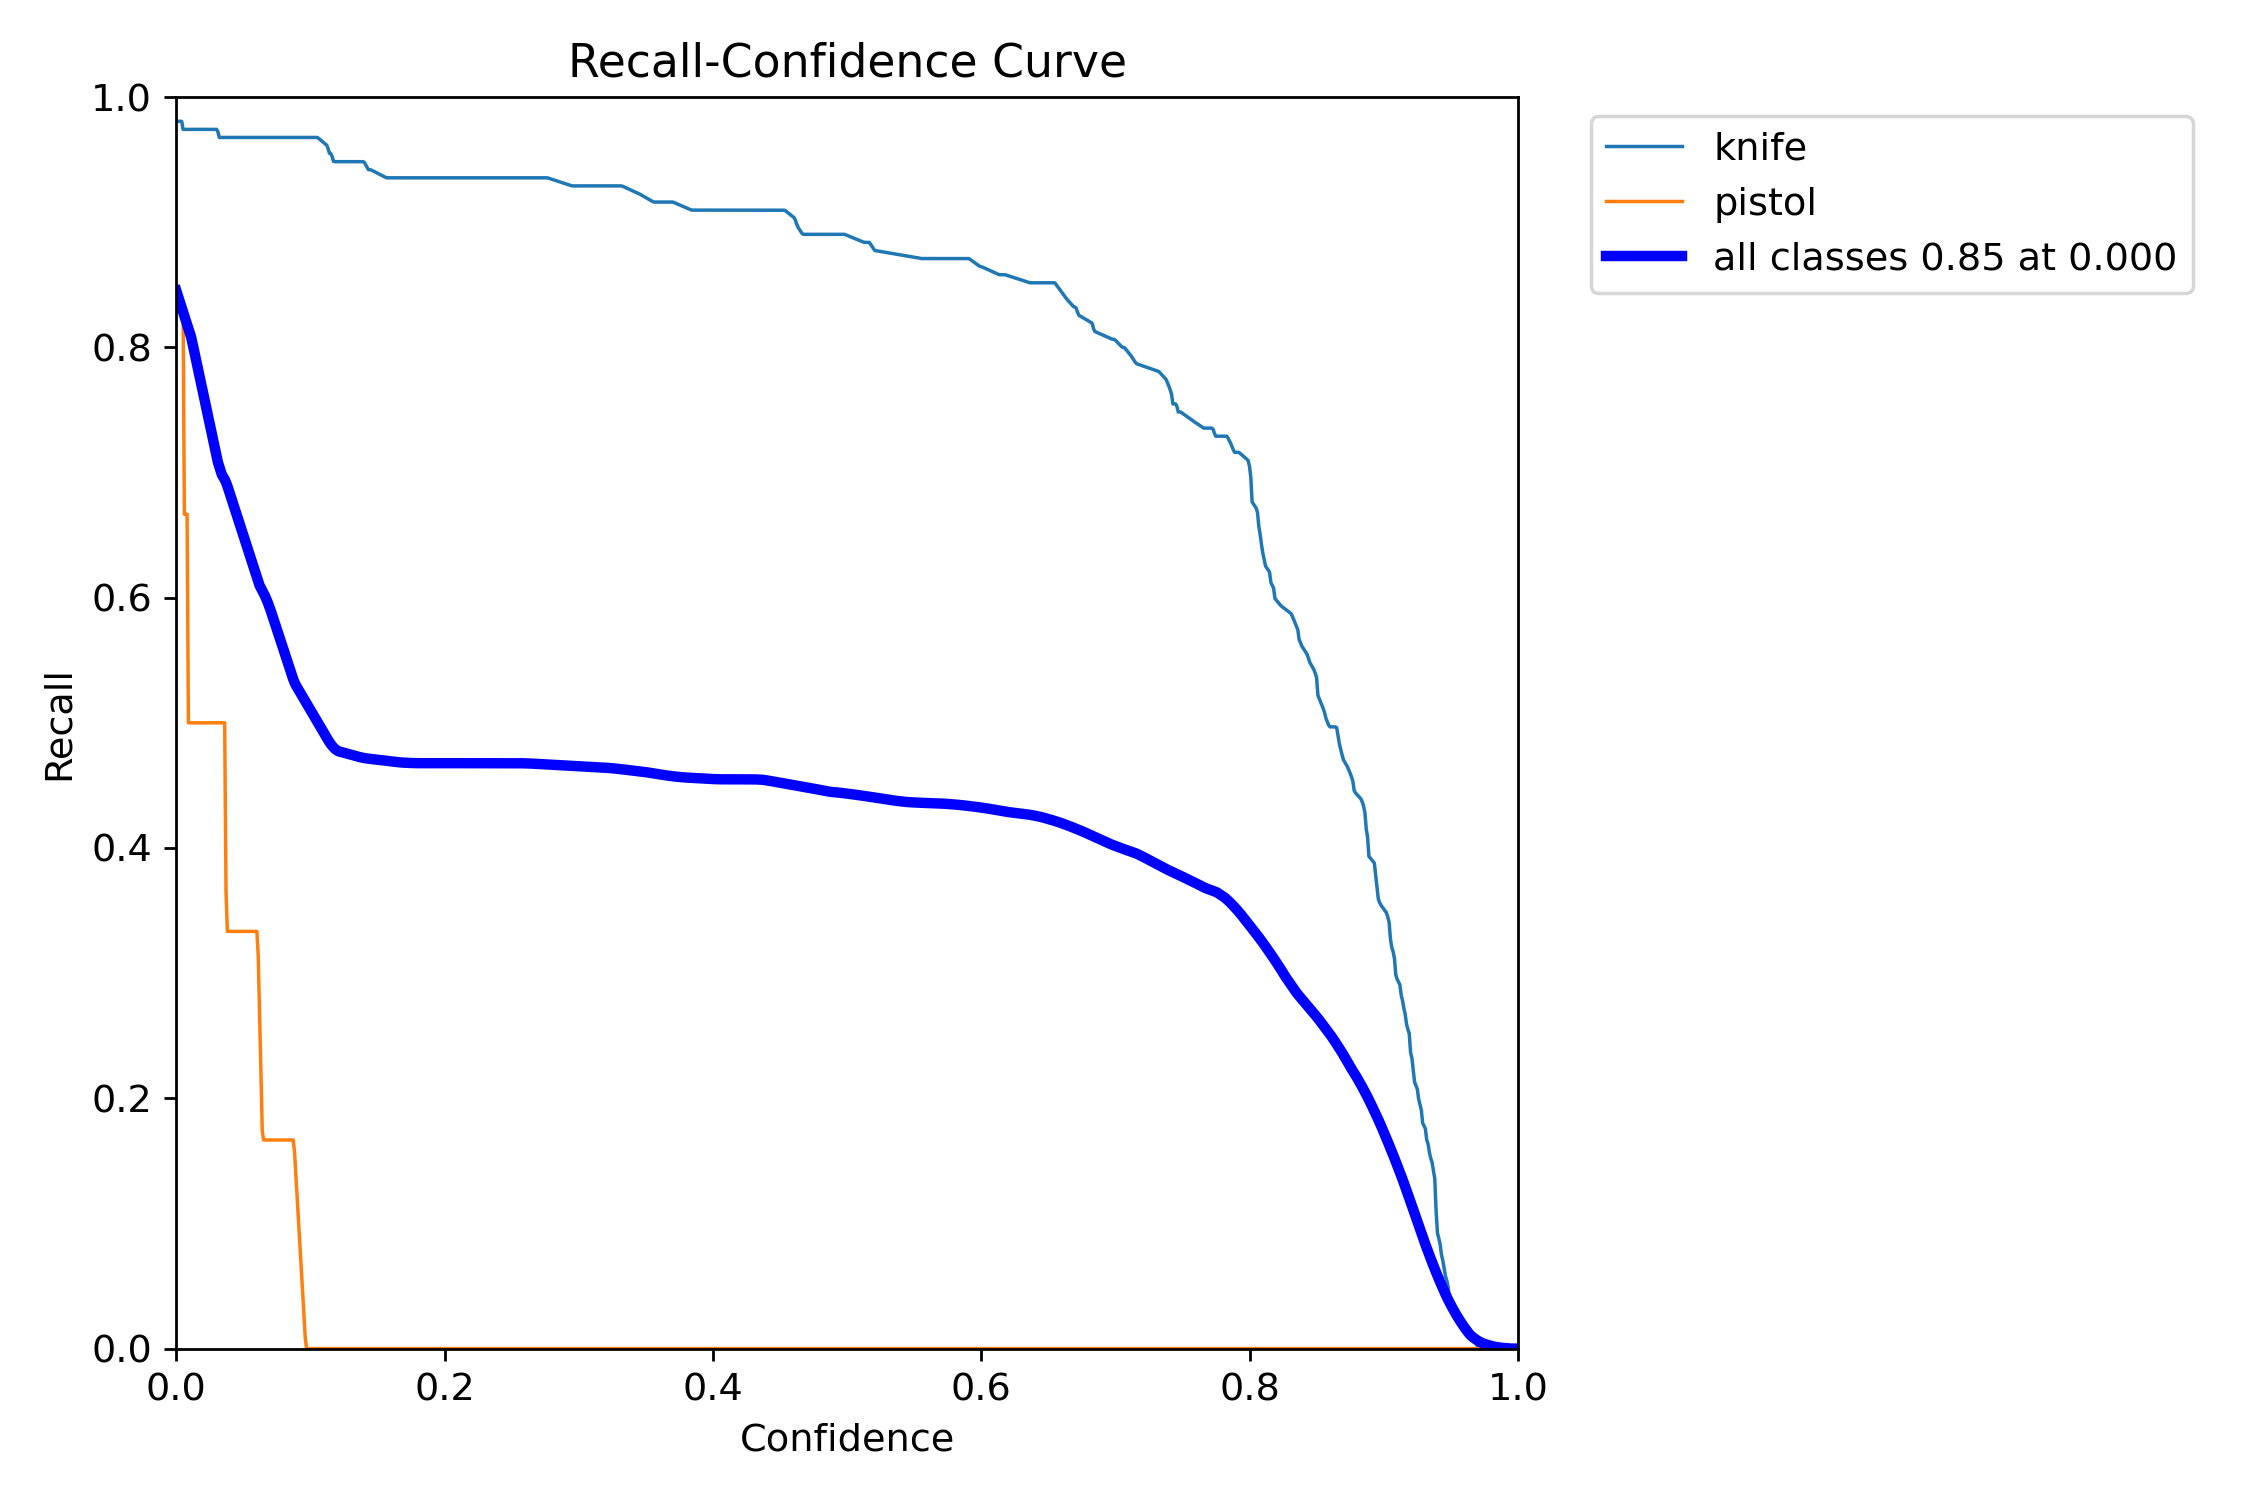 Recall-Confidence Curve
1.0
0.8
0.6
0.4
0.2
0.0
Recall
0.0 0.2 0.4 0.6 0.8 1.0
Confidence
knife
pistol
all classes 0.85 at 0.000